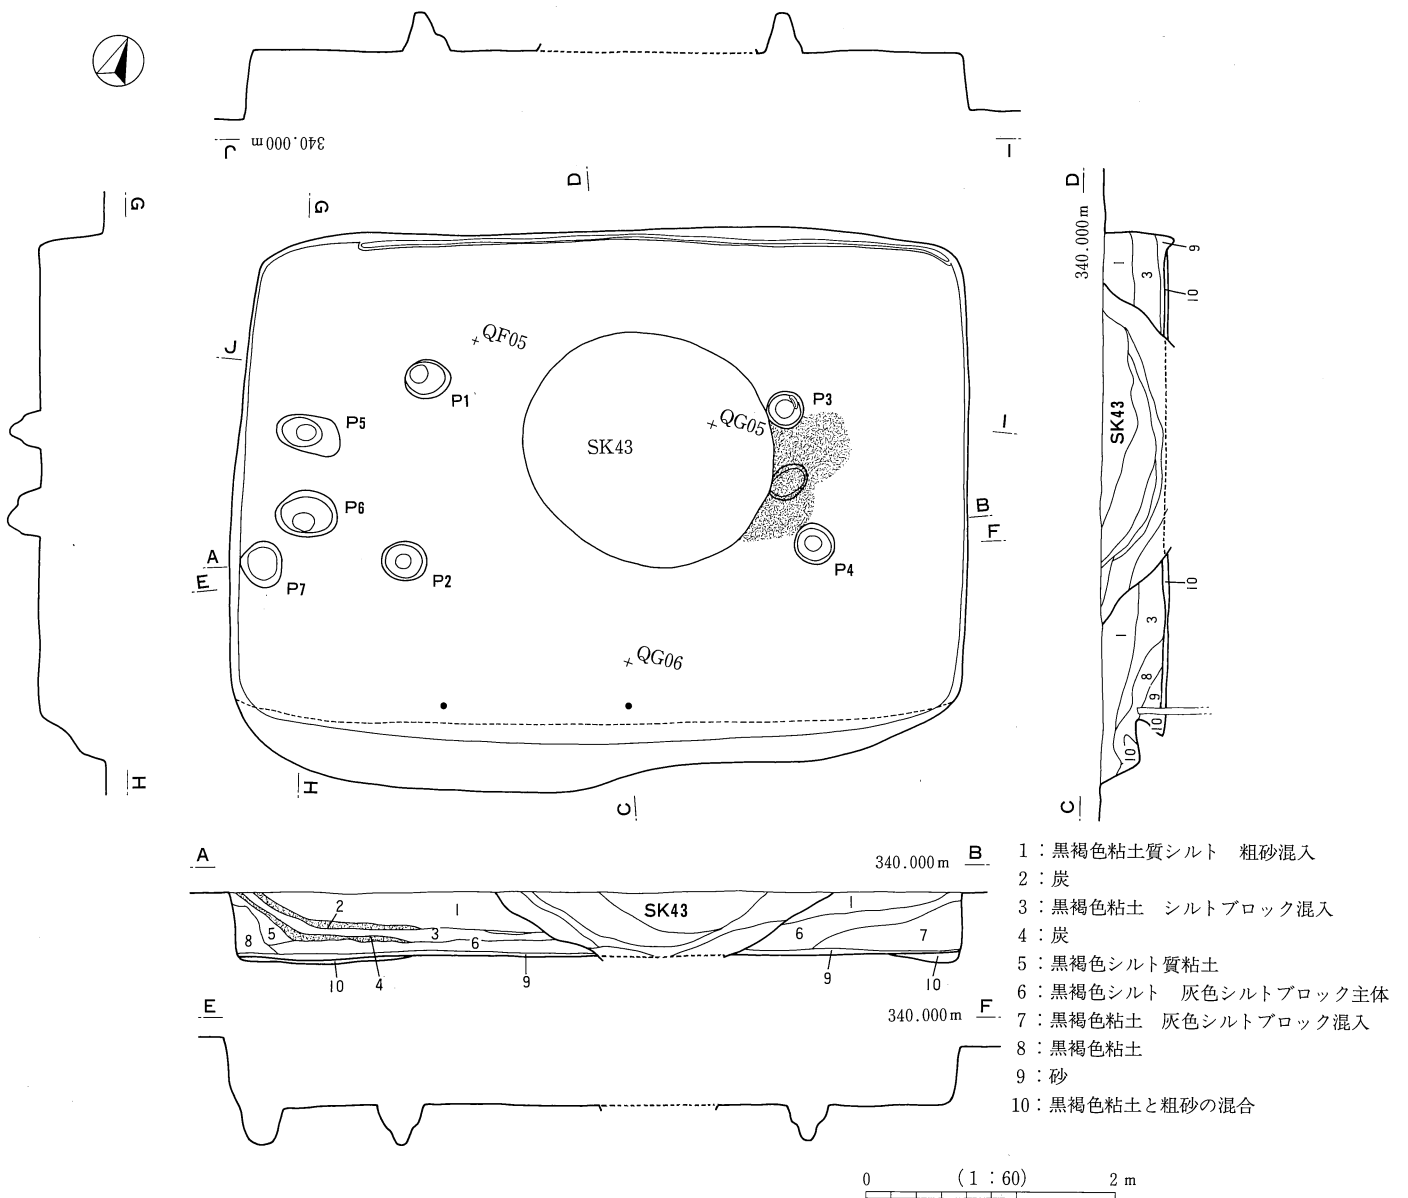 J
340.000m
I
D
G
G
D
340.000m
1
3
9
10
QF05
J
P1
P3
P5
QG05
I
SK43
SK43
P6
B
F
A
E
P7
P2
P4
10
1
3
8
9
10
10
QG06
H
H
C
C
A
340.000m
B
2
1
SK43
1
8
5
3
6
6
7
10
4
9
9
10
E
340.000m
F
1：黒褐色粘土質シルト　粗砂混入
2：炭
3：黒褐色粘土　シルトブロック混入
4：炭
5：黒褐色シルト質粘土
6：黒褐色シルト　灰色シルトブロック主体
7：黒褐色粘土　灰色シルトブロック混入
8：黒褐色粘土
9：砂
10：黒褐色粘土と粗砂の混合
0 (1：60) 2 m